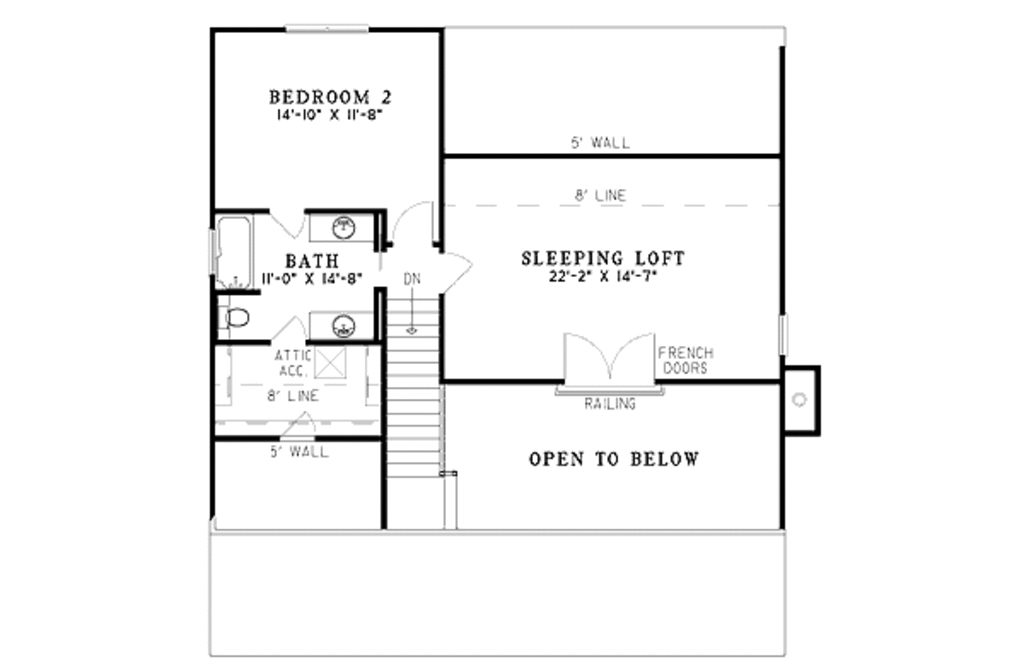 BEDROOM 2
14'-10" X 11'-8"
5' WALL
8' LINE
SLEEPING LOFT
22'-2" X 14'-7"
BATH
11'-0" X 14'-8"
DN
ATTIC
ACC.
8' LINE
FRENCH
DOORS
RAILING
5' WALL
OPEN TO BELOW